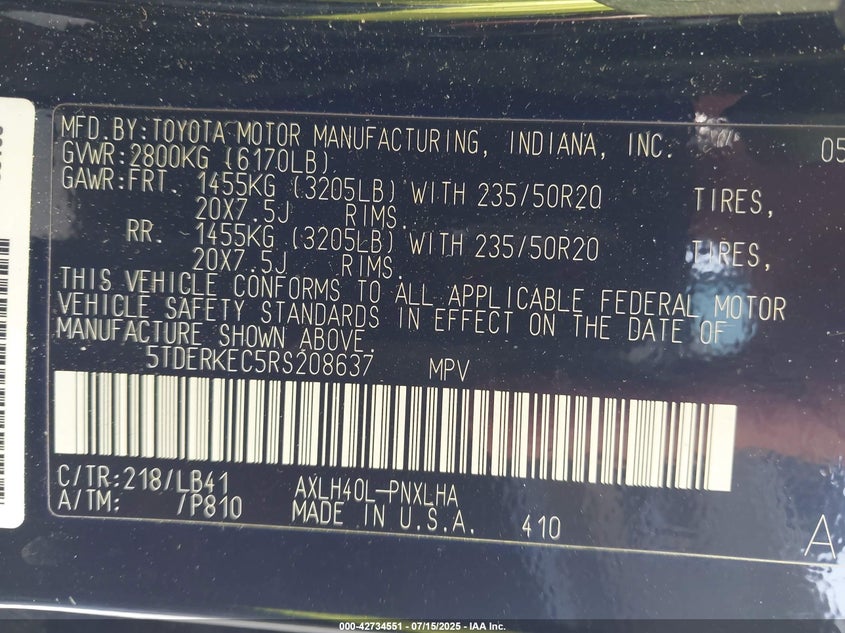 MFD.BY:TOYOTA MOTOR MANUFACTURING, INDIANA, INC. 05
GVWR:2800KG (6170LB)
GAWR:FRT. 1455KG (3205LB) WITH 235/50R20 TIRES,
20X7.5J RIMS.
RR. 1455KG (3205LB) WITH 235/50R20 TIRES,
20X7.5J RIMS.
THIS VEHICLE CONFORMS TO ALL APPLICABLE FEDERAL MOTOR
VEHICLE SAFETY STANDARDS IN EFFECT ON THE DATE OF
MANUFACTURE SHOWN ABOVE.
5TDERKEC5RS208637 MPV
C/TR:218/LB41 AXLH40L-PNXLHA
A/TM: /P810 MADE IN U.S.A. 410
A
000-42734551 - 07/15/2025 - IAA Inc.